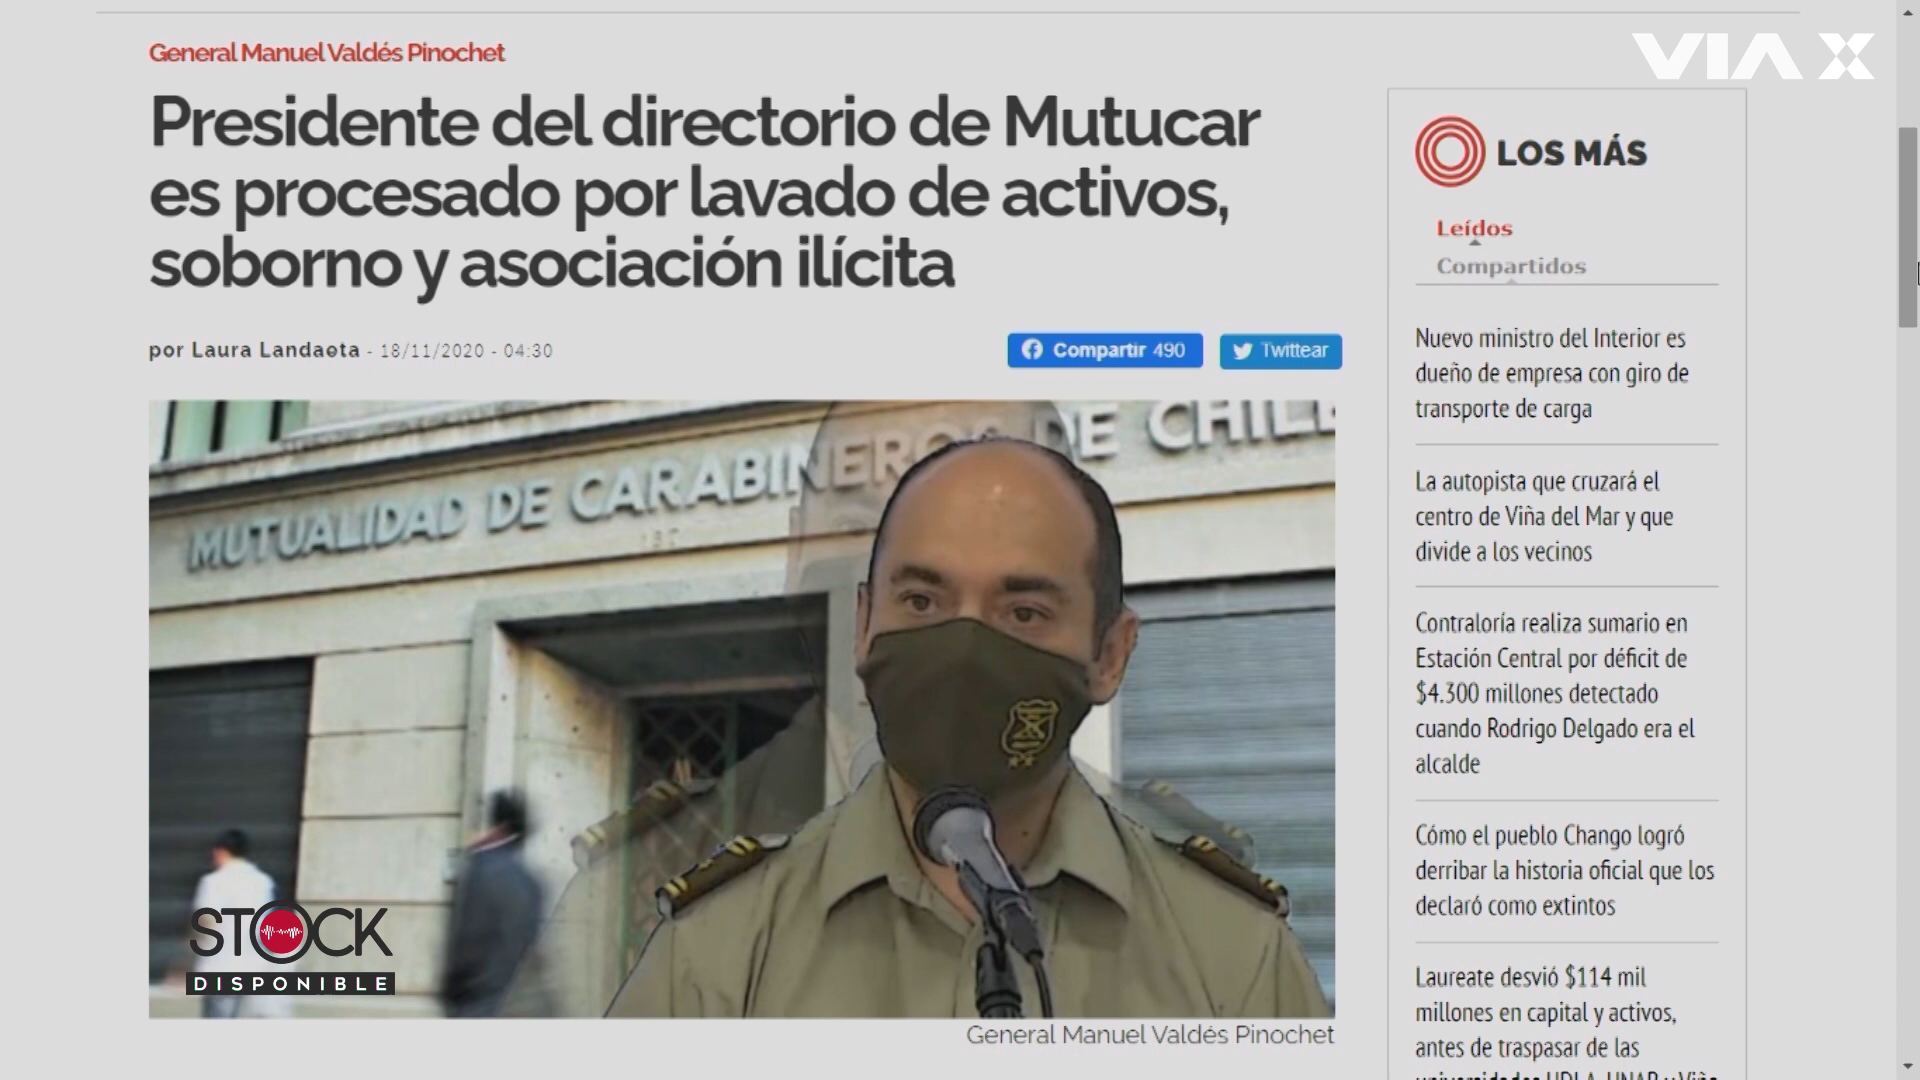 VIA X
General Manuel Valdés Pinochet
Presidente del directorio de Mutucar
es procesado por lavado de activos,
soborno y asociación ilícita
por Laura Landaeta - 18/11/2020 - 04:30
Compartir 490
Twittear
MUTUALIDAD DE CARABINEROS DE CHILE
STOCK
DISPONIBLE
General Manuel Valdés Pinochet
LOS MÁS
Leídos
Compartidos
Nuevo ministro del Interior es
dueño de empresa con giro de
transporte de carga
La autopista que cruzará el
centro de Viña del Mar y que
divide a los vecinos
Contraloría realiza sumario en
Estación Central por déficit de
$4.300 millones detectado
cuando Rodrigo Delgado era el
alcalde
Cómo el pueblo Chango logró
derribar la historia oficial que los
declaró como extintos
Laureate desvió $114 mil
millones en capital y activos,
antes de traspasar de las
universidades UDLA, UNAB y Viña